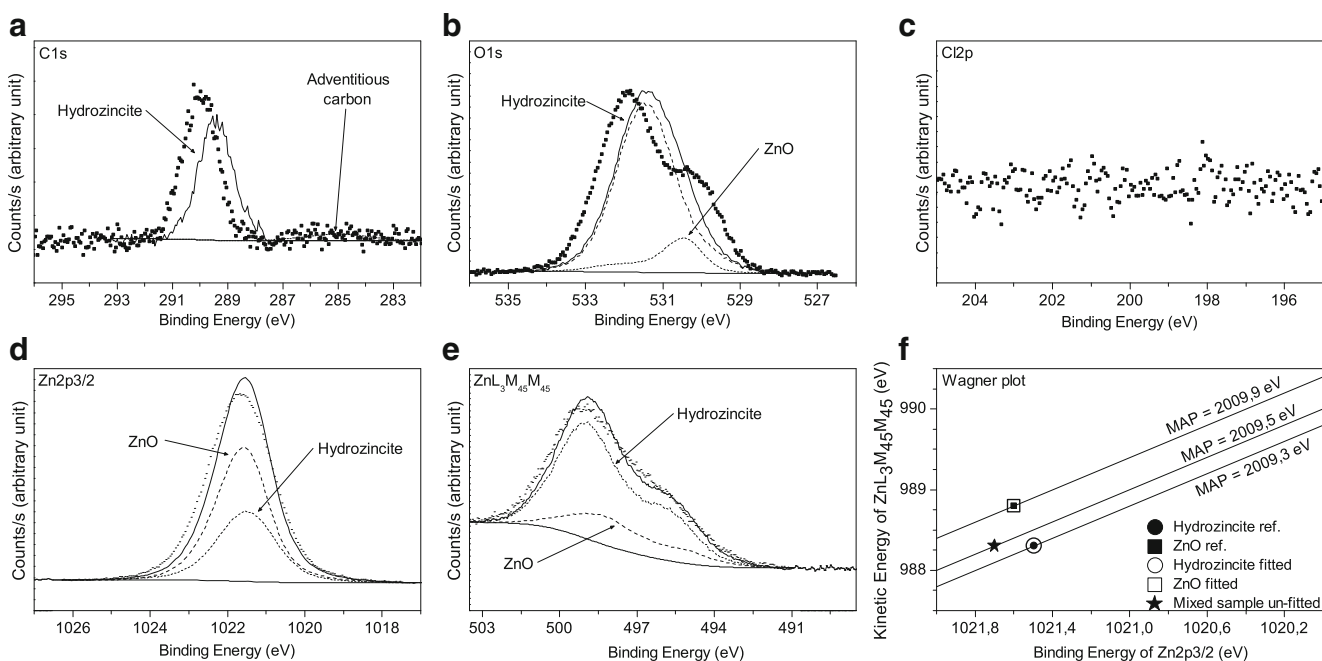 a
C1s
Adventitious
carbon
Hydrozincite
Counts/s (arbitrary unit)
295 293 291 289 287 285 283
Binding Energy (eV)
b
O1s
Hydrozincite
ZnO
Counts/s (arbitrary unit)
535 533 531 529 527
Binding Energy (eV)
c
Cl2p
Counts/s (arbitrary unit)
204 202 200 198 196
Binding Energy (eV)
d
Zn2p3/2
ZnO
Hydrozincite
Counts/s (arbitrary unit)
1026 1024 1022 1020 1018
Binding Energy (eV)
e
ZnL3M45M45
Hydrozincite
ZnO
Counts/s (arbitrary unit)
503 500 497 494 491
Binding Energy (eV)
f
Wagner plot
MAP = 2009,9 eV
MAP = 2009,5 eV
MAP = 2009,3 eV
Hydrozincite ref.
ZnO ref.
Hydrozincite fitted
ZnO fitted
Mixed sample un-fitted
Kinetic Energy of ZnL3M45M45 (eV)
990
989
988
1021,8 1021,4 1021,0 1020,6 1020,2
Binding Energy of Zn2p3/2 (eV)